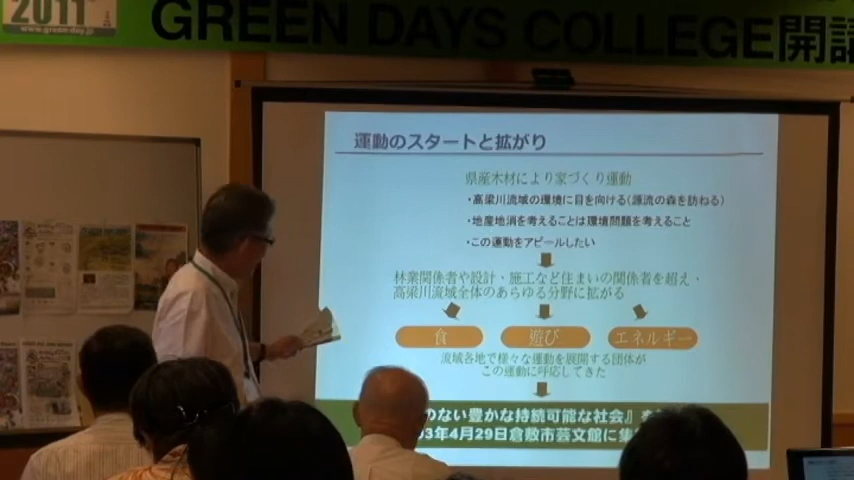 2011
www.green-day.jp
GREEN DAYS COLLEGE開講
運動のスタートと拡がり
県産木材により家づくり運動
・高梁川流域の環境に目を向ける(源流の森を訪ねる)
・地産地消を考えることは環境問題を考えること
・この運動をアピールしたい
林業関係者や設計・施工など住まいの関係者を超え・
高梁川流域全体のあらゆる分野に拡がる
食
遊び
エネルギー
流域各地で様々な運動を展開する団体が
この運動に呼応してきた
のない豊かな持続可能な社会』を
03年4月29日倉敷市芸文館に集